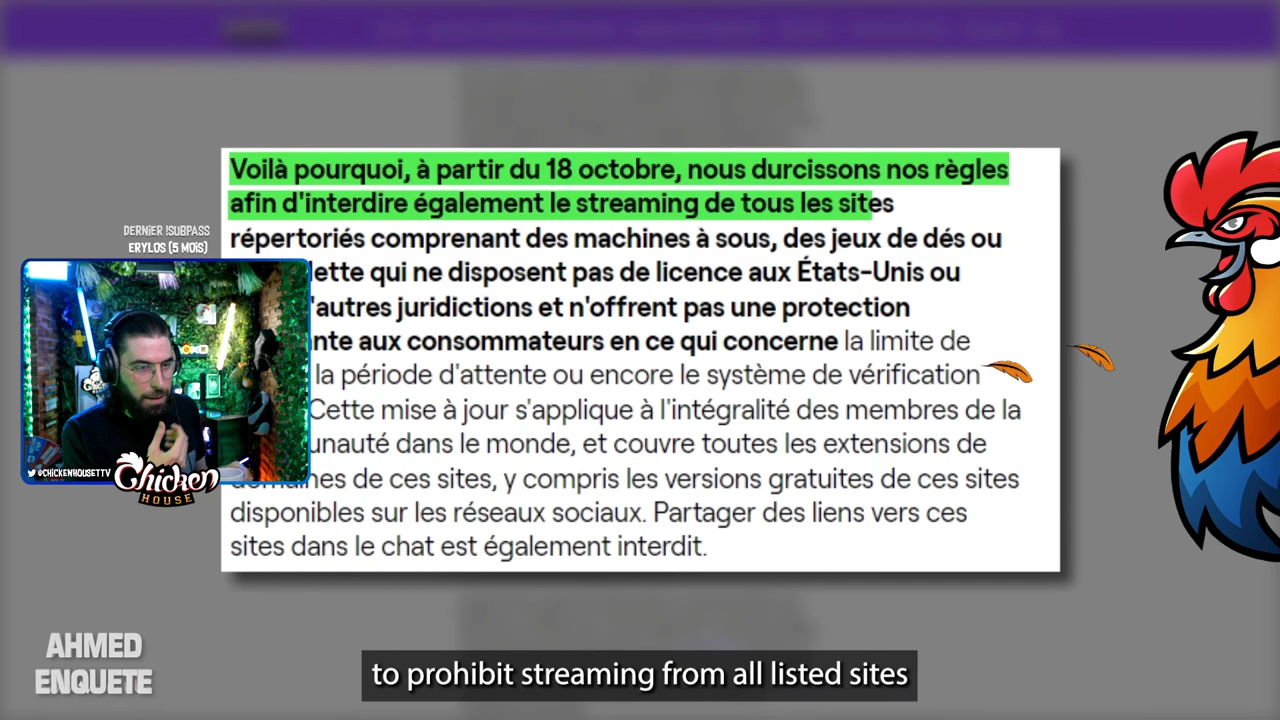 Voilà pourquoi, à partir du 18 octobre, nous durcissons nos règles
afin d'interdire également le streaming de tous les sites
répertoriés comprenant des machines à sous, des jeux de dés ou
lette qui ne disposent pas de licence aux États-Unis ou
'autres juridictions et n'offrent pas une protection
nte aux consommateurs en ce qui concerne la limite de
la période d'attente ou encore le système de vérification
Cette mise à jour s'applique à l'intégralité des membres de la
unauté dans le monde, et couvre toutes les extensions de
domaines de ces sites, y compris les versions gratuites de ces sites
disponibles sur les réseaux sociaux. Partager des liens vers ces
sites dans le chat est également interdit.
DERNIER !SUBPASS
ERYLOS (5 MOIS)
@CHICKENHOUSETTV
Chicken
HOUSE
AHMED
ENQUETE
to prohibit streaming from all listed sites